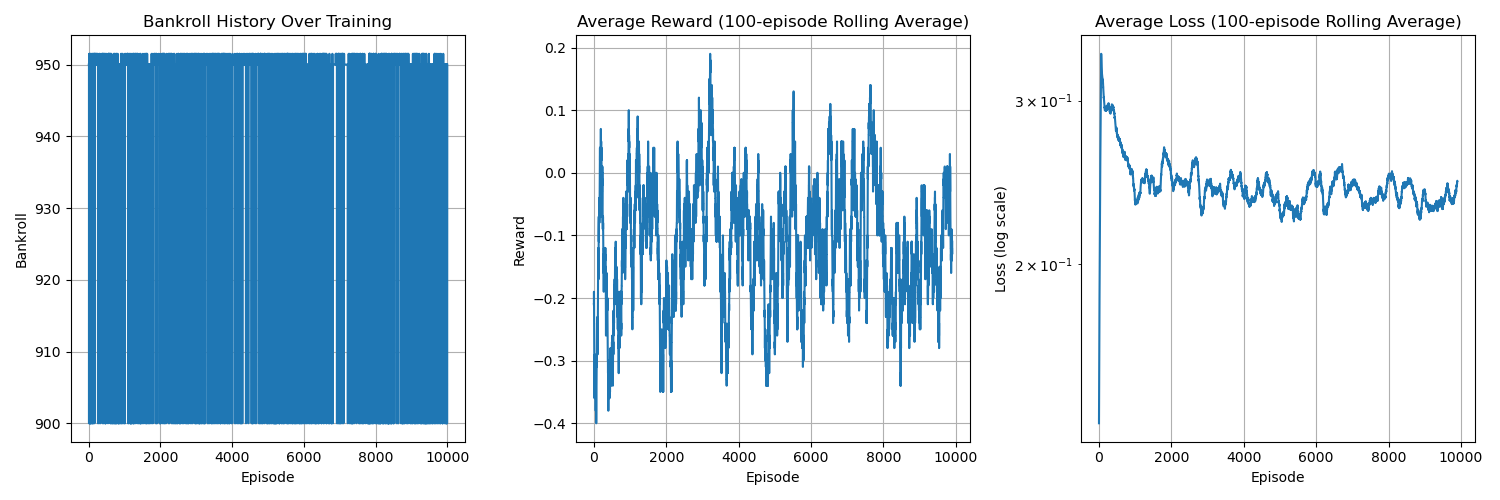 Bankroll History Over Training
Bankroll
950
940
930
920
910
900
0 2000 4000 6000 8000 10000
Episode
Average Reward (100-episode Rolling Average)
Reward
0.2
0.1
0.0
−0.1
−0.2
−0.3
−0.4
0 2000 4000 6000 8000 10000
Episode
Average Loss (100-episode Rolling Average)
Loss (log scale)
3 × 10⁻¹
2 × 10⁻¹
0 2000 4000 6000 8000 10000
Episode